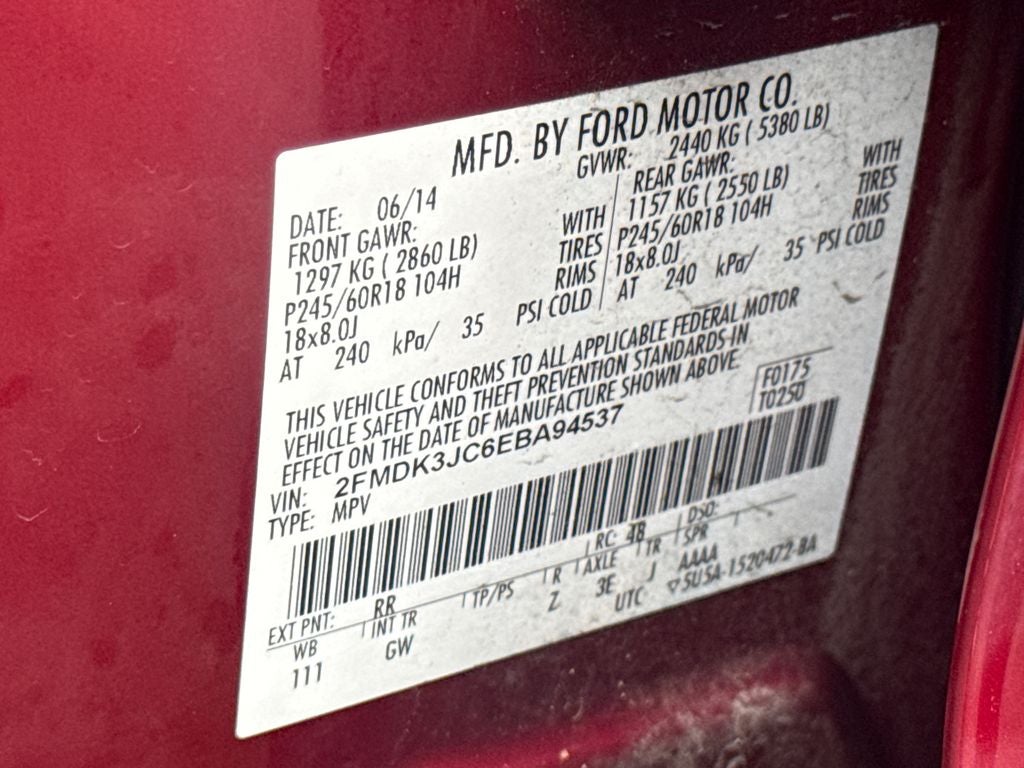 MFD. BY FORD MOTOR CO.
DATE: 06/14 GVWR: 2440 KG ( 5380 LB)
FRONT GAWR: WITH REAR GAWR: WITH
1297 KG ( 2860 LB) TIRES 1157 KG ( 2550 LB) TIRES
P245/60R18 104H RIMS P245/60R18 104H RIMS
18x8.0J 18x8.0J
AT 240 kPa/ 35 PSI COLD AT 240 kPa/ 35 PSI COLD
THIS VEHICLE CONFORMS TO ALL APPLICABLE FEDERAL MOTOR
VEHICLE SAFETY AND THEFT PREVENTION STANDARDS IN
EFFECT ON THE DATE OF MANUFACTURE SHOWN ABOVE.
VIN: 2FMDK3JC6EBA94537 F0175
TYPE: MPV T0250
EXT PNT: RR RC: 48 DSO:
WB INT TR TP/PS R AXLE TR SPR
111 GW Z 3E J AAAA
UTC ▽5U5A-1520472-BA